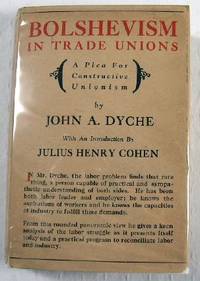 BOLSHEVISM
IN TRADE UNIONS
A Plea For
Constructive
Unionism
by
JOHN A. DYCHE
With An Introduction By
JULIUS HENRY COHEN
IN Mr. Dyche, the labor problem finds that rare
thing, a person capable of practical and sympa-
thetic understanding of both sides. He has been
both labor leader and employer; he knows the
aspirations of workers and he knows the capacities
of industry to fulfill those demands.
From this rounded panoramic view he gives a keen
analysis of the labor struggle as it presents itself
today and a practical program to reconciliate labor
and industry.